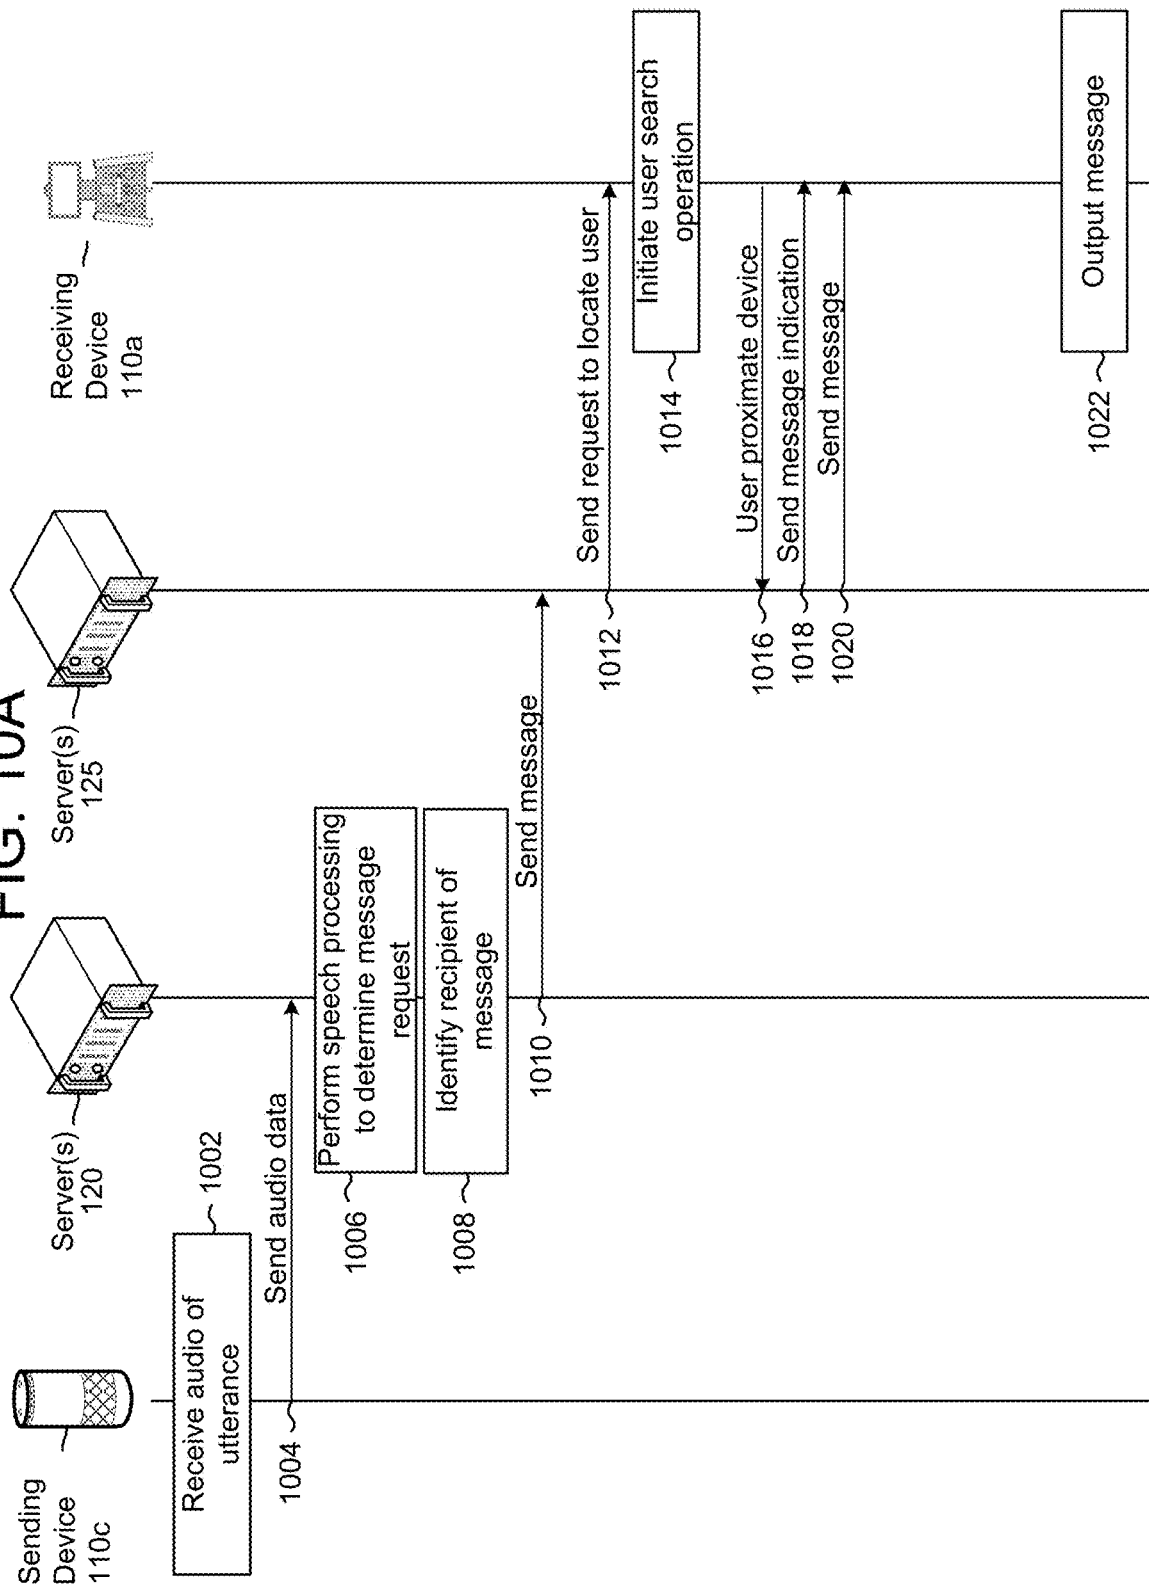 FIG. 10A
Sending
Device
110c
Server(s)
120
Server(s)
125
Receiving
Device
110a
Receive audio of
utterance
1002
Send audio data
1004
Perform speech processing
to determine message
request
1006
Identify recipient of
message
1008
Send message
1010
Send request to locate user
1012
Initiate user search
operation
1014
User proximate device
1016
Send message indication
1018
Send message
1020
Output message
1022